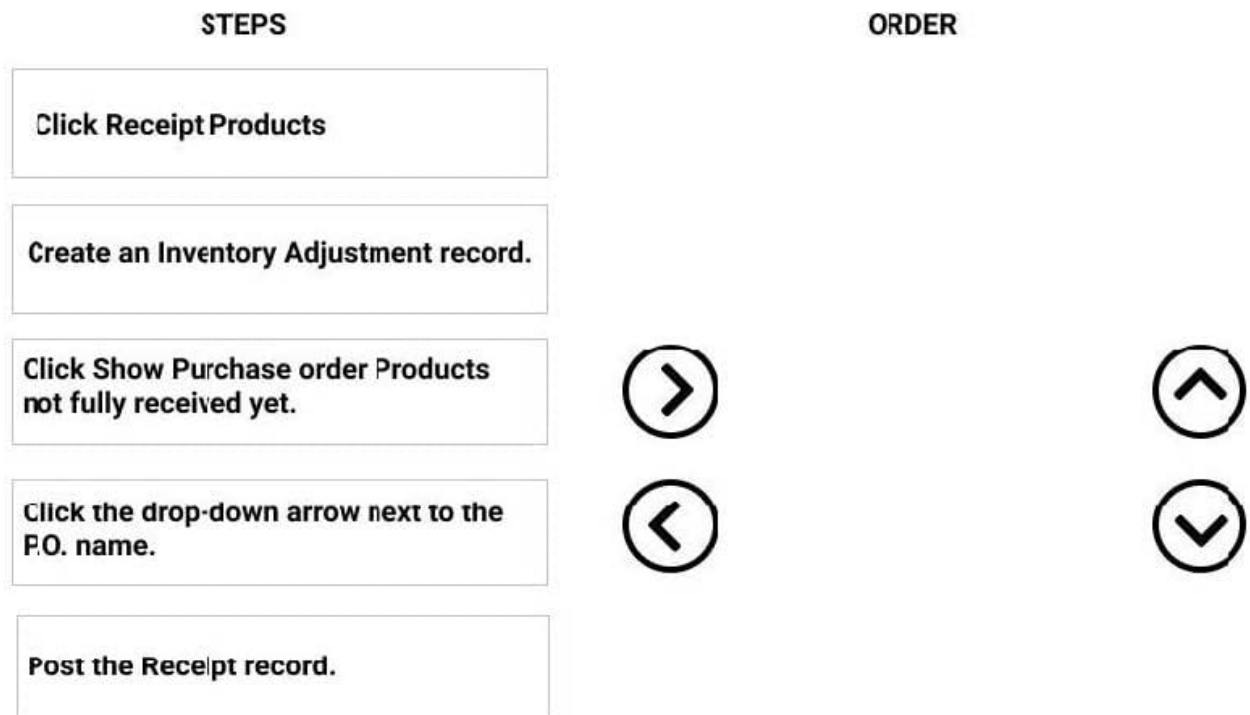 STEPS
ORDER
Click Receipt Products
Create an Inventory Adjustment record.
Click Show Purchase order Products
not fully received yet.
Click the drop-down arrow next to the
P.O. name.
Post the Receipt record.